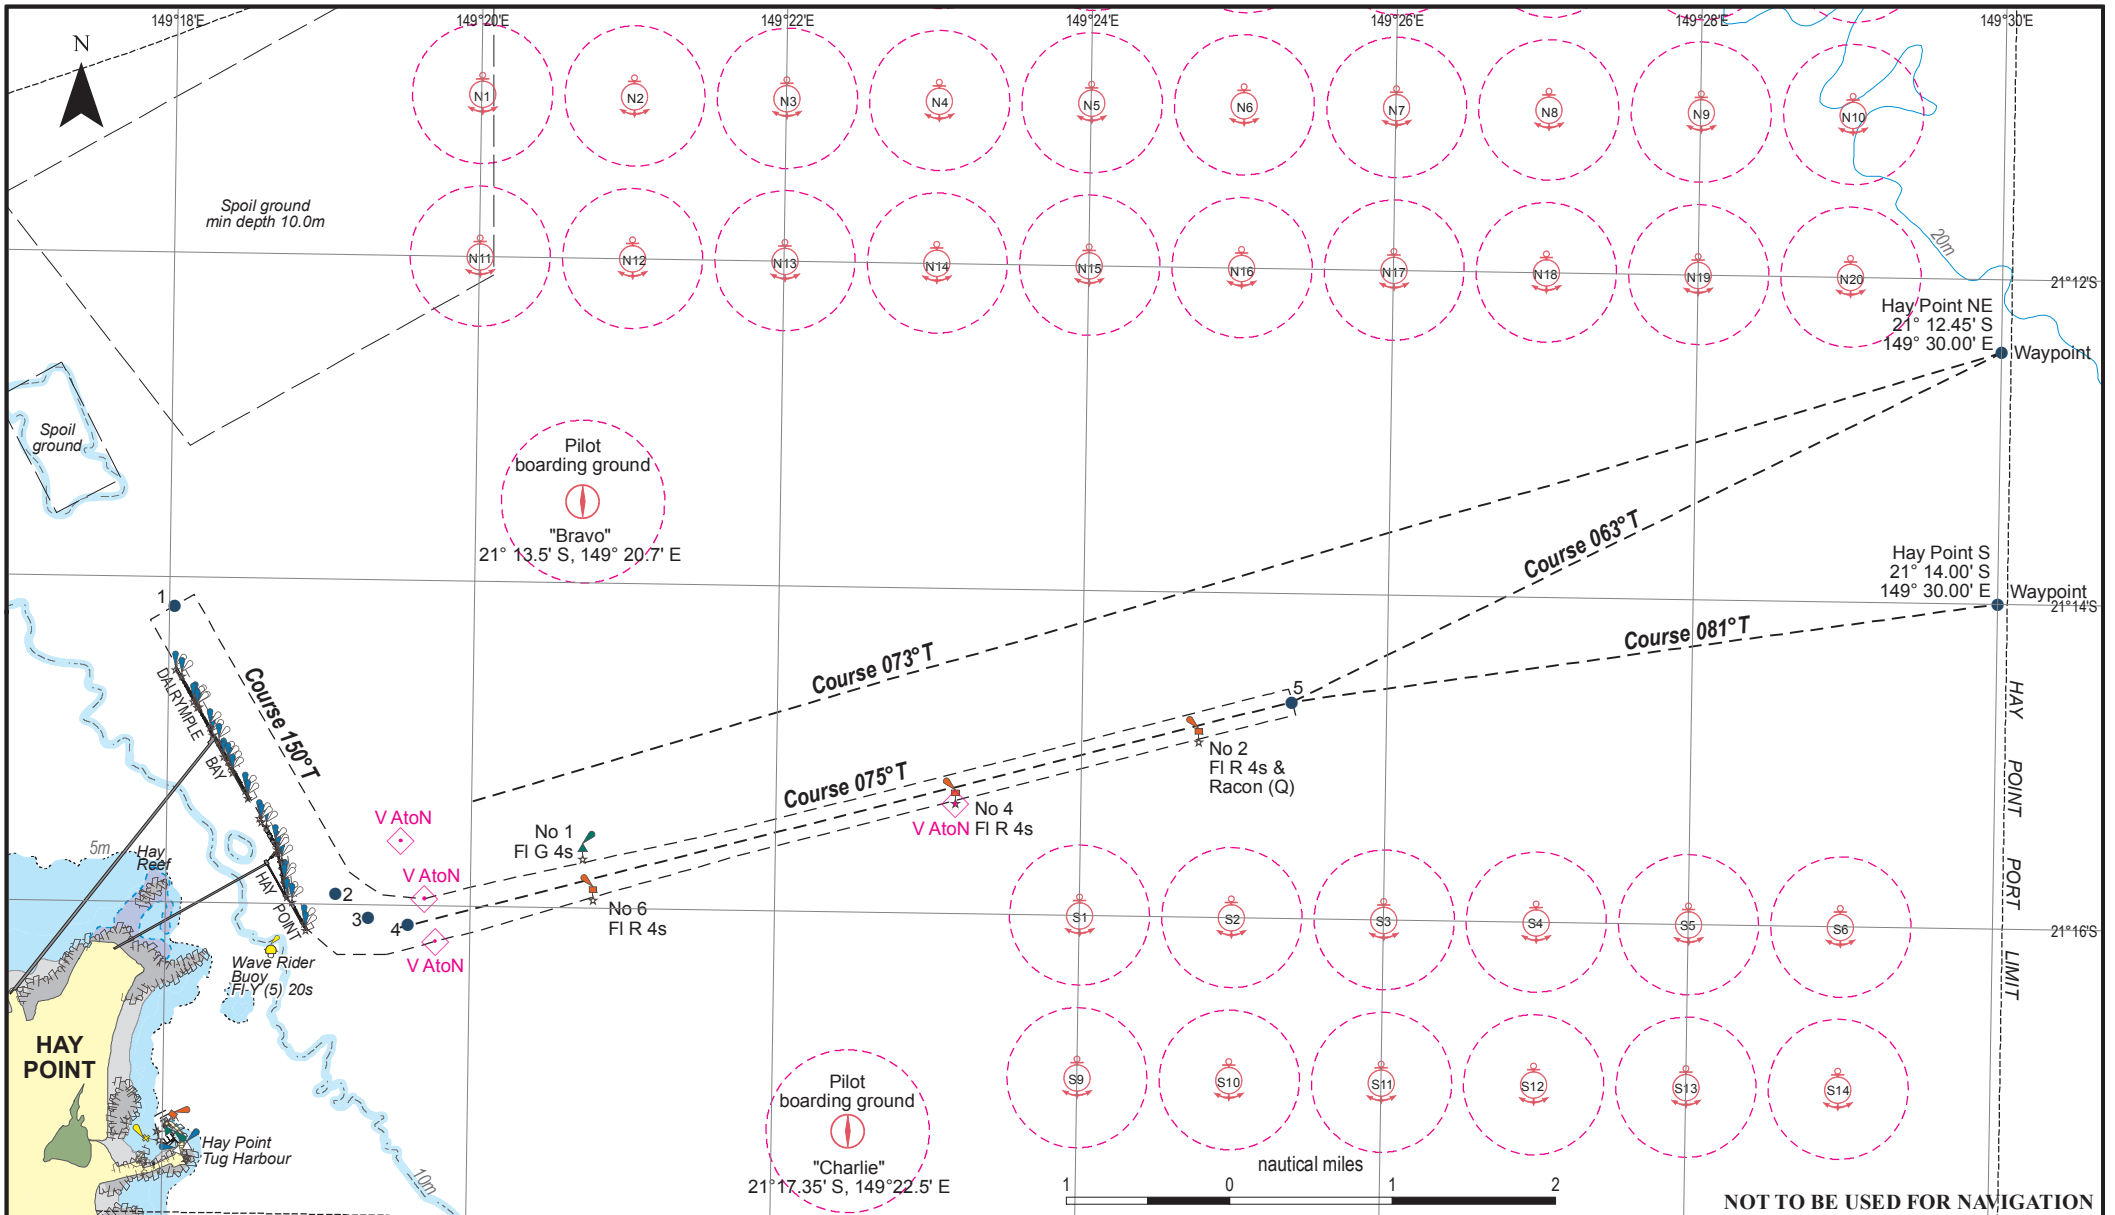 149°18'E
149°20'E
149°22'E
149°24'E
149°26'E
149°28'E
149°30'E
N
N1
N2
N3
N4
N5
N6
N7
N8
N9
N10
Spoil ground
min depth 10.0m
N11
N12
N13
N14
N15
N16
N17
N18
N19
N20
20m
21°12'S
Hay Point NE
21° 12.45' S
149° 30.00' E
Waypoint
Spoil
ground
Pilot
boarding ground
"Bravo"
21° 13.5' S, 149° 20.7' E
Course 063°T
Hay Point S
21° 14.00' S
149° 30.00' E
Waypoint
21°14'S
1
Course 081°T
Course 073°T
DALRYMPLE
BAY
Course 150°T
5
HAY
POINT
PORT
LIMIT
No 2
Fl R 4s &
Racon (Q)
Course 075°T
No 4
Fl R 4s
V AtoN
V AtoN
No 1
Fl G 4s
5m
Hay
Reef
HAY
POINT
V AtoN
2
3
4
No 6
Fl R 4s
V AtoN
S1
S2
S3
S4
S5
S6
21°16'S
Wave Rider
Buoy
Fl-Y (5) 20s
HAY
POINT
S9
S10
S11
S12
S13
S14
Pilot
boarding ground
"Charlie"
21°17.35' S, 149°22.5' E
Hay Point
Tug Harbour
10m
nautical miles
1
0
1
2
NOT TO BE USED FOR NAVIGATION